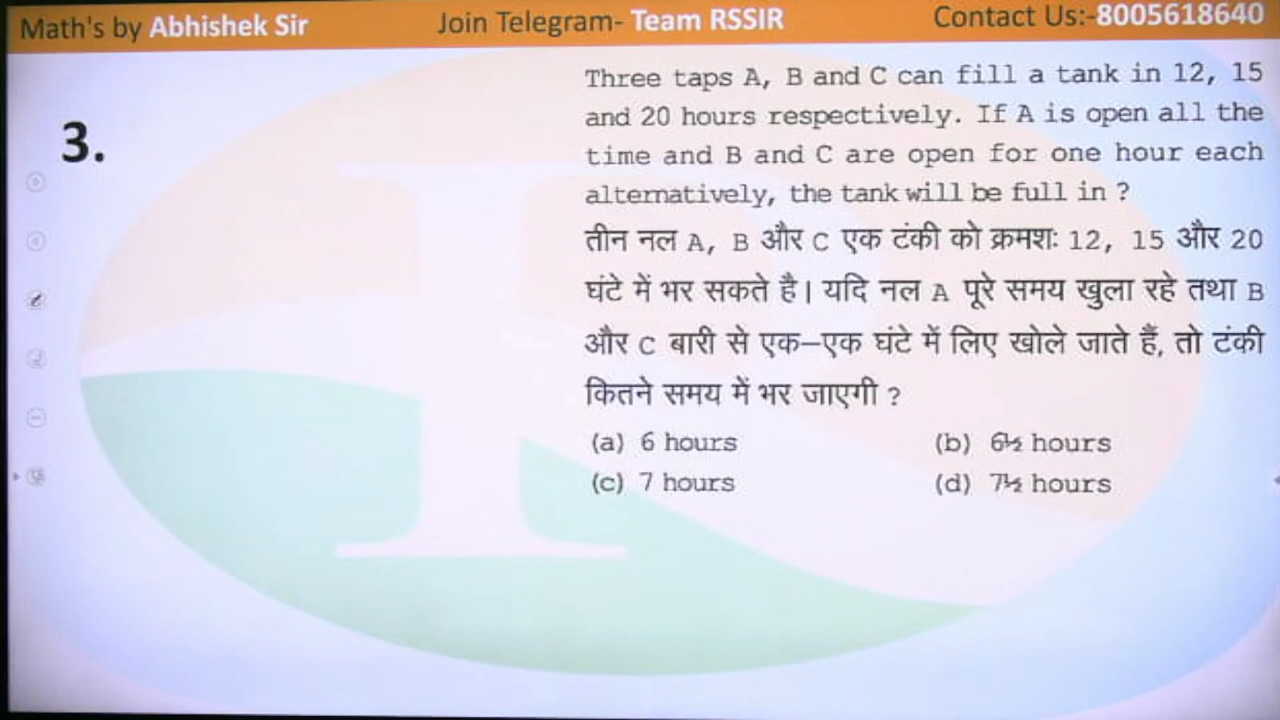 Math's by Abhishek Sir Join Telegram- Team RSSIR Contact Us:-8005618640
3.
Three taps A, B and C can fill a tank in 12, 15
and 20 hours respectively. If A is open all the
time and B and C are open for one hour each
alternatively, the tank will be full in ?
तीन नल A, B और C एक टंकी को क्रमशः 12, 15 और 20
घंटे में भर सकते है। यदि नल A पूरे समय खुला रहे तथा B
और C बारी से एक–एक घंटे में लिए खोले जाते हैं, तो टंकी
कितने समय में भर जाएगी ?
(a) 6 hours (b) 6½ hours
(c) 7 hours (d) 7½ hours